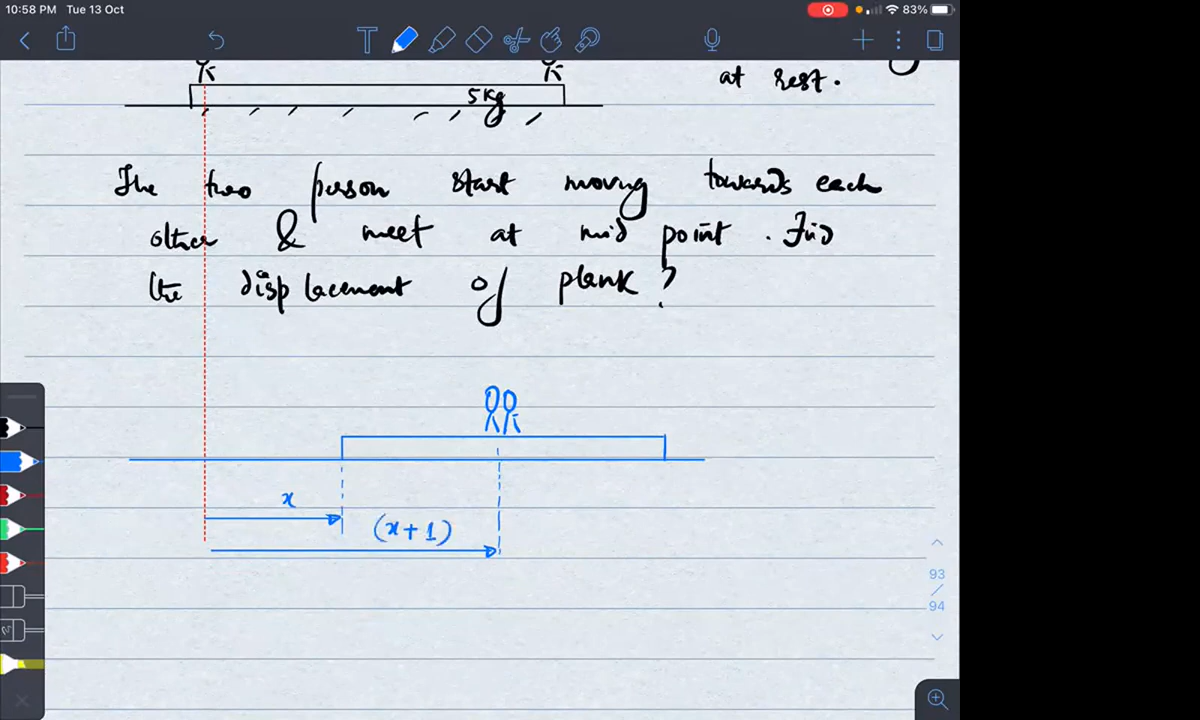 10:58 PM Tue 13 Oct
83%
T
at rest.
5Kg
The two person start moving towards each
other & meet at mid point. Find
the displacement of plank?
x
(x+1)
93
/
94